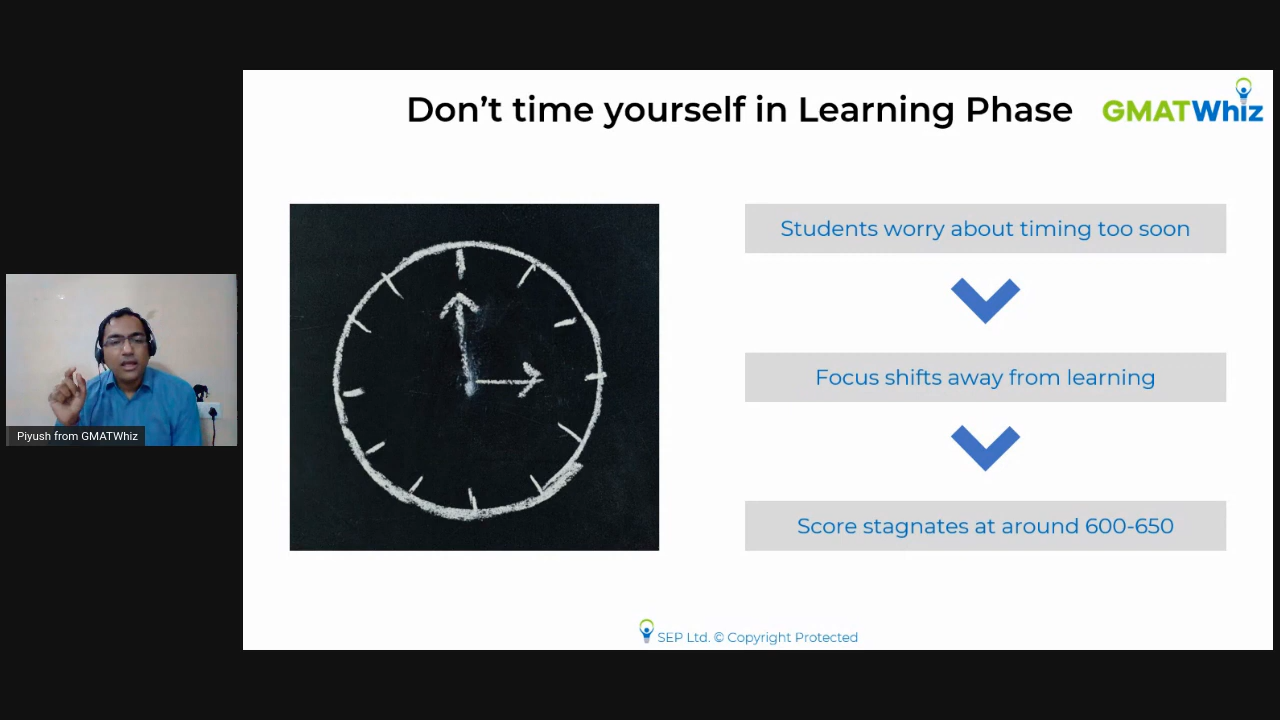 Don’t time yourself in Learning Phase
GMATWhiz
Students worry about timing too soon
Focus shifts away from learning
Score stagnates at around 600-650
Piyush from GMATWhiz
SEP Ltd. © Copyright Protected